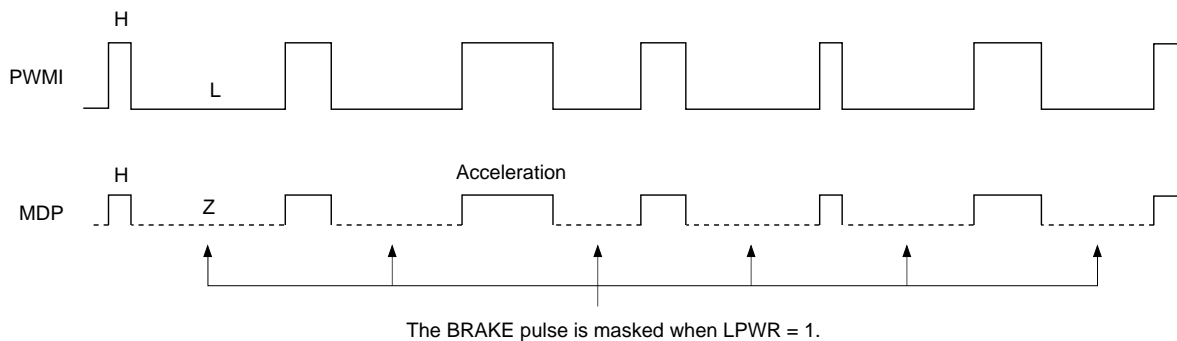 H
PWMI
L
H
Acceleration
MDP
Z
The BRAKE pulse is masked when LPWR = 1.